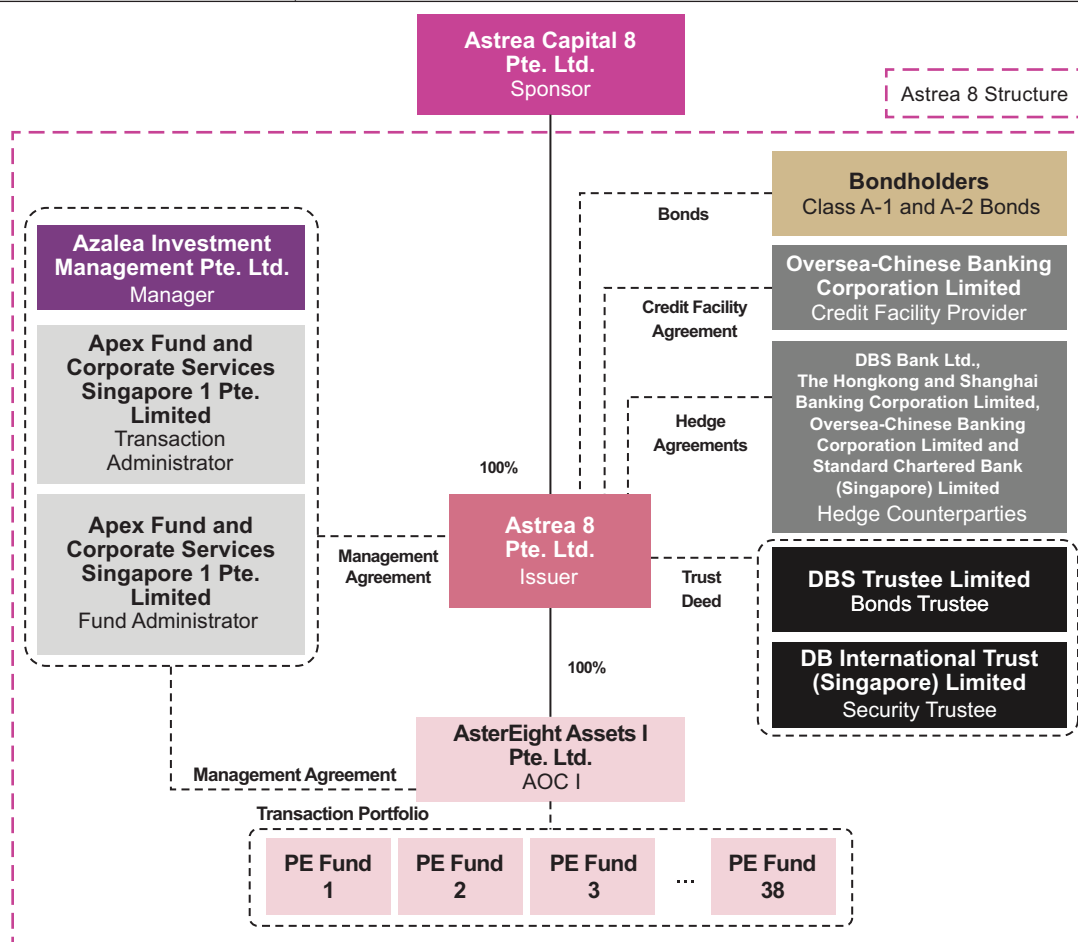 Astrea Capital 8
Pte. Ltd.
Sponsor
Astrea 8 Structure
Bondholders
Class A-1 and A-2 Bonds
Bonds
Azalea Investment
Management Pte. Ltd.
Manager
Oversea-Chinese Banking
Corporation Limited
Credit Facility Provider
Credit Facility
Agreement
Apex Fund and
Corporate Services
Singapore 1 Pte.
Limited
Transaction
Administrator
DBS Bank Ltd.,
The Hongkong and Shanghai
Banking Corporation Limited,
Oversea-Chinese Banking
Corporation Limited and
Standard Chartered Bank
(Singapore) Limited
Hedge Counterparties
Hedge
Agreements
100%
Apex Fund and
Corporate Services
Singapore 1 Pte.
Limited
Fund Administrator
Management
Agreement
Astrea 8
Pte. Ltd.
Issuer
Trust
Deed
DBS Trustee Limited
Bonds Trustee
DB International Trust
(Singapore) Limited
Security Trustee
100%
AsterEight Assets I
Pte. Ltd.
AOC I
Management Agreement
Transaction Portfolio
PE Fund
1
PE Fund
2
PE Fund
3
...
PE Fund
38